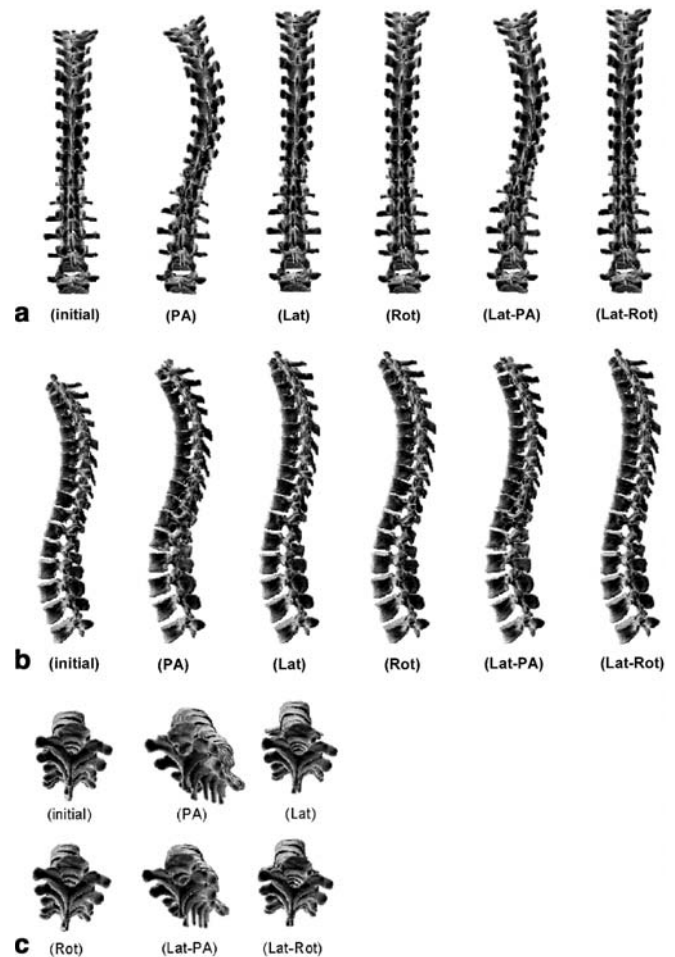 a (initial) (PA) (Lat) (Rot) (Lat-PA) (Lat-Rot)
b (initial) (PA) (Lat) (Rot) (Lat-PA) (Lat-Rot)
(initial) (PA) (Lat)
c (Rot) (Lat-PA) (Lat-Rot)